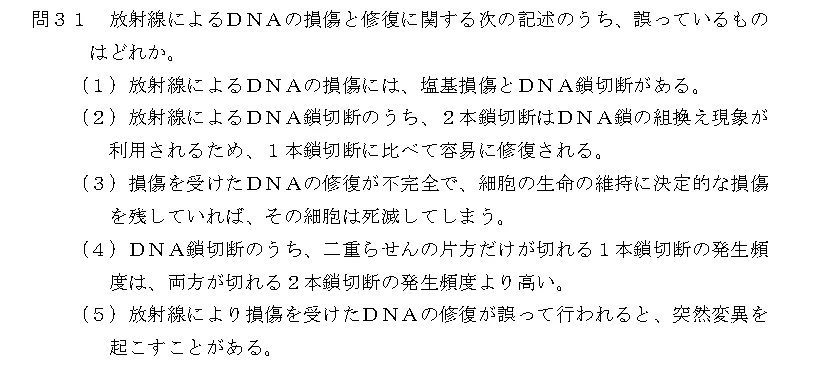 問31 放射線によるDNAの損傷と修復に関する次の記述のうち、誤っているもの
はどれか。
(1)放射線によるDNAの損傷には、塩基損傷とDNA鎖切断がある。
(2)放射線によるDNA鎖切断のうち、2本鎖切断はDNA鎖の組換え現象が
利用されるため、1本鎖切断に比べて容易に修復される。
(3)損傷を受けたDNAの修復が不完全で、細胞の生命の維持に決定的な損傷
を残していれば、その細胞は死滅してしまう。
(4)DNA鎖切断のうち、二重らせんの片方だけが切れる1本鎖切断の発生頻
度は、両方が切れる2本鎖切断の発生頻度より高い。
(5)放射線により損傷を受けたDNAの修復が誤って行われると、突然変異を
起こすことがある。